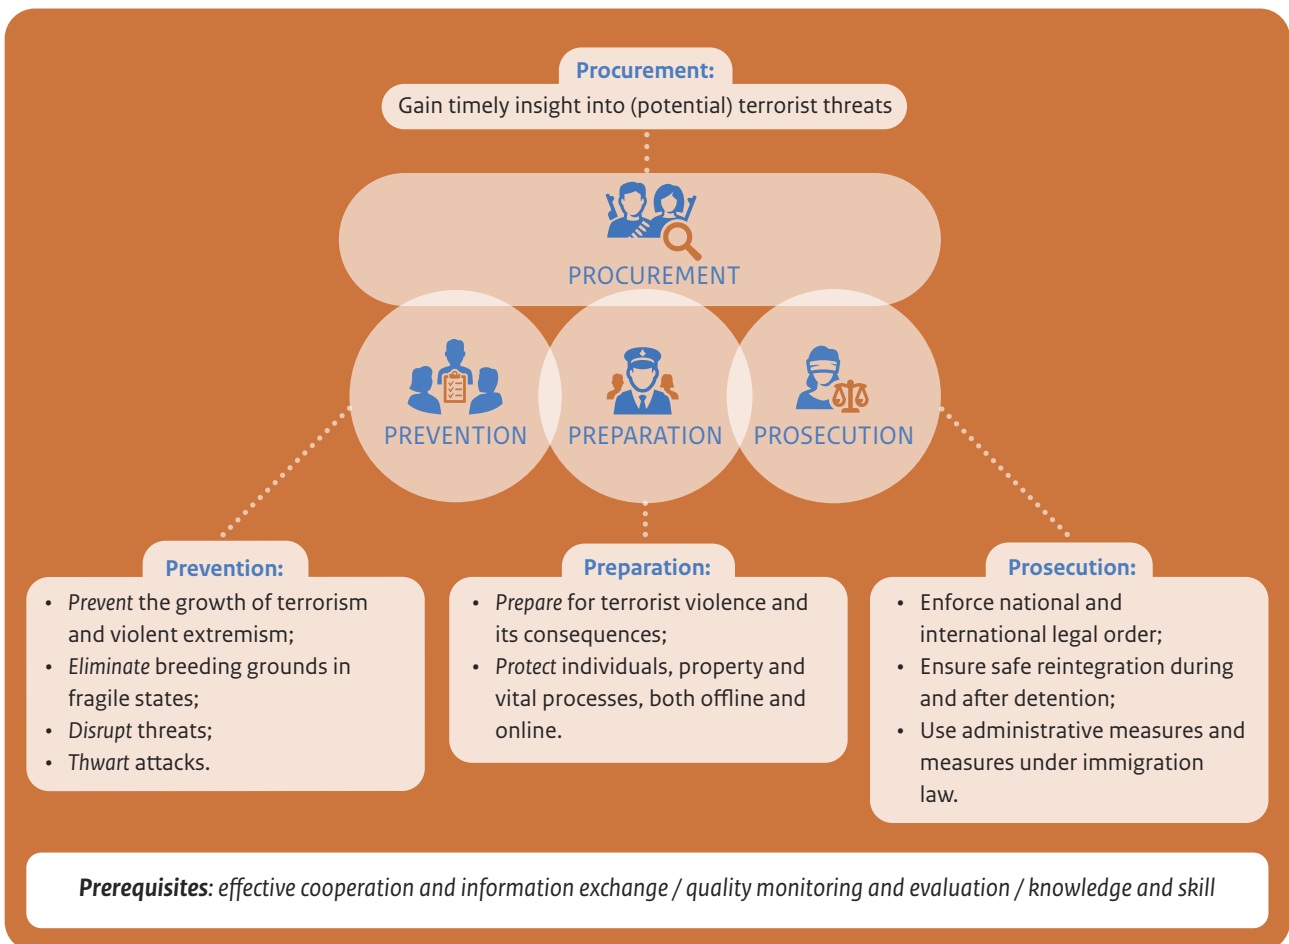 Procurement:
Gain timely insight into (potential) terrorist threats
PROCUREMENT
PREVENTION
PREPARATION
PROSECUTION
Prevention:
• Prevent the growth of terrorism
and violent extremism;
• Eliminate breeding grounds in
fragile states;
• Disrupt threats;
• Thwart attacks.
Preparation:
• Prepare for terrorist violence and
its consequences;
• Protect individuals, property and
vital processes, both offline and
online.
Prosecution:
• Enforce national and
international legal order;
• Ensure safe reintegration during
and after detention;
• Use administrative measures and
measures under immigration
law.
Prerequisites: effective cooperation and information exchange / quality monitoring and evaluation / knowledge and skill